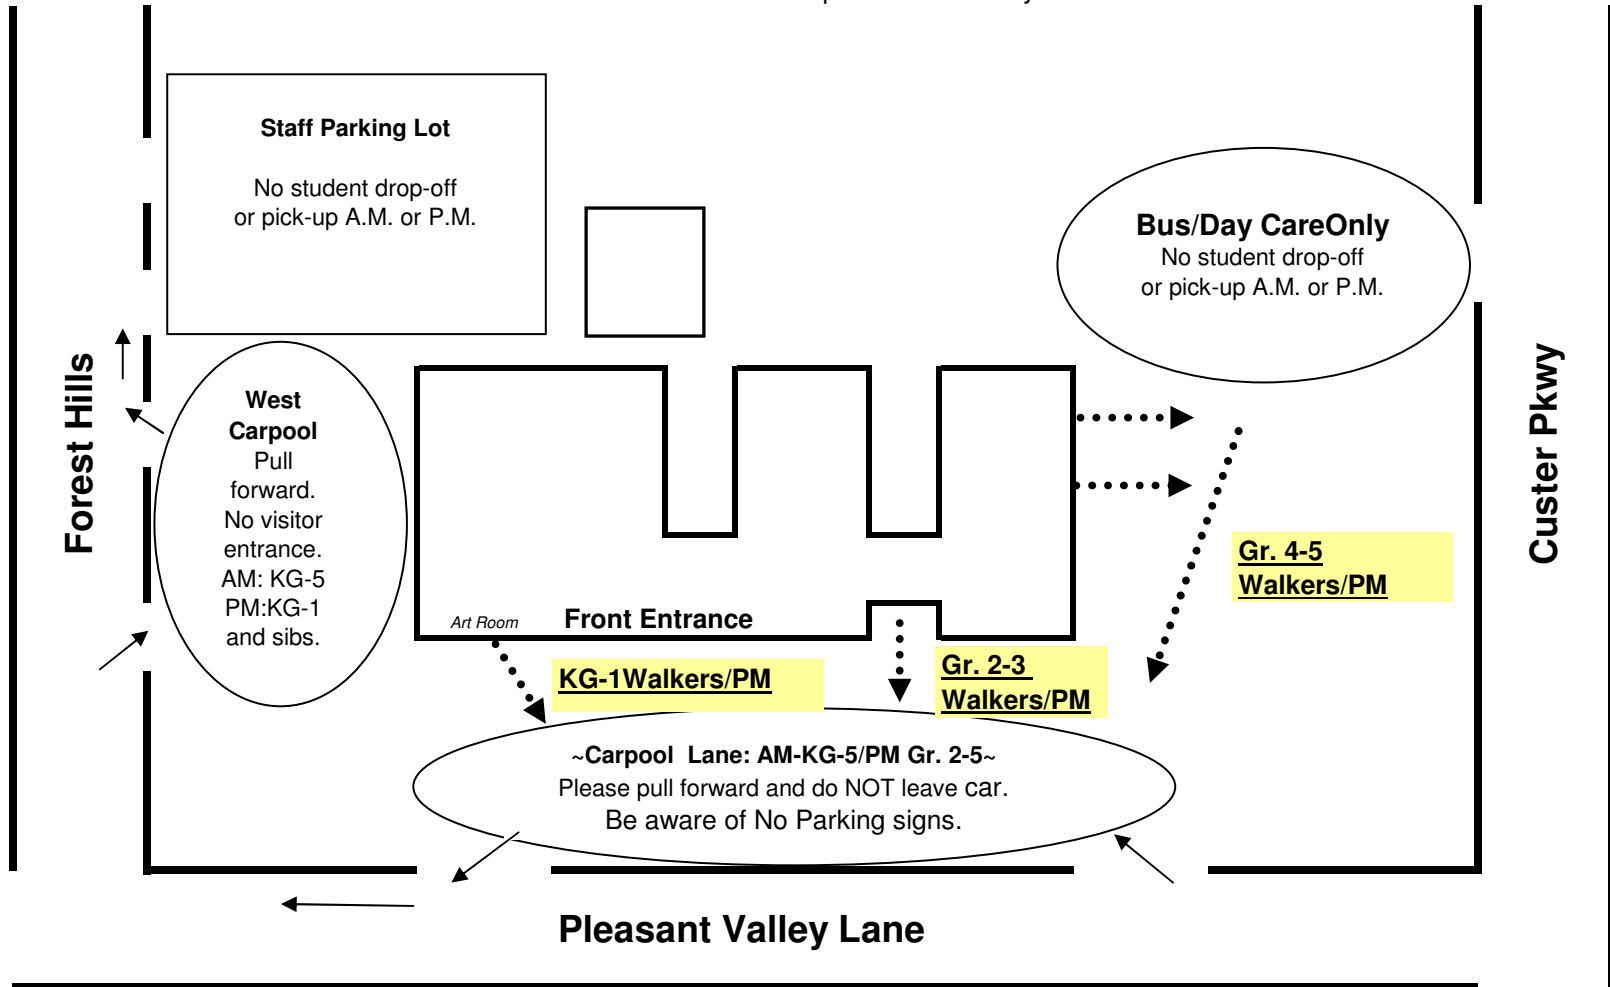 Staff Parking Lot
No student drop-off
or pick-up A.M. or P.M.
Bus/Day CareOnly
No student drop-off
or pick-up A.M. or P.M.
Forest Hills
West
Carpool
Pull
forward.
No visitor
entrance.
AM: KG-5
PM:KG-1
and sibs.
Custer Pkwy
Gr. 4-5
Walkers/PM
Art Room
Front Entrance
KG-1Walkers/PM
Gr. 2-3
Walkers/PM
~Carpool Lane: AM-KG-5/PM Gr. 2-5~
Please pull forward and do NOT leave car.
Be aware of No Parking signs.
Pleasant Valley Lane